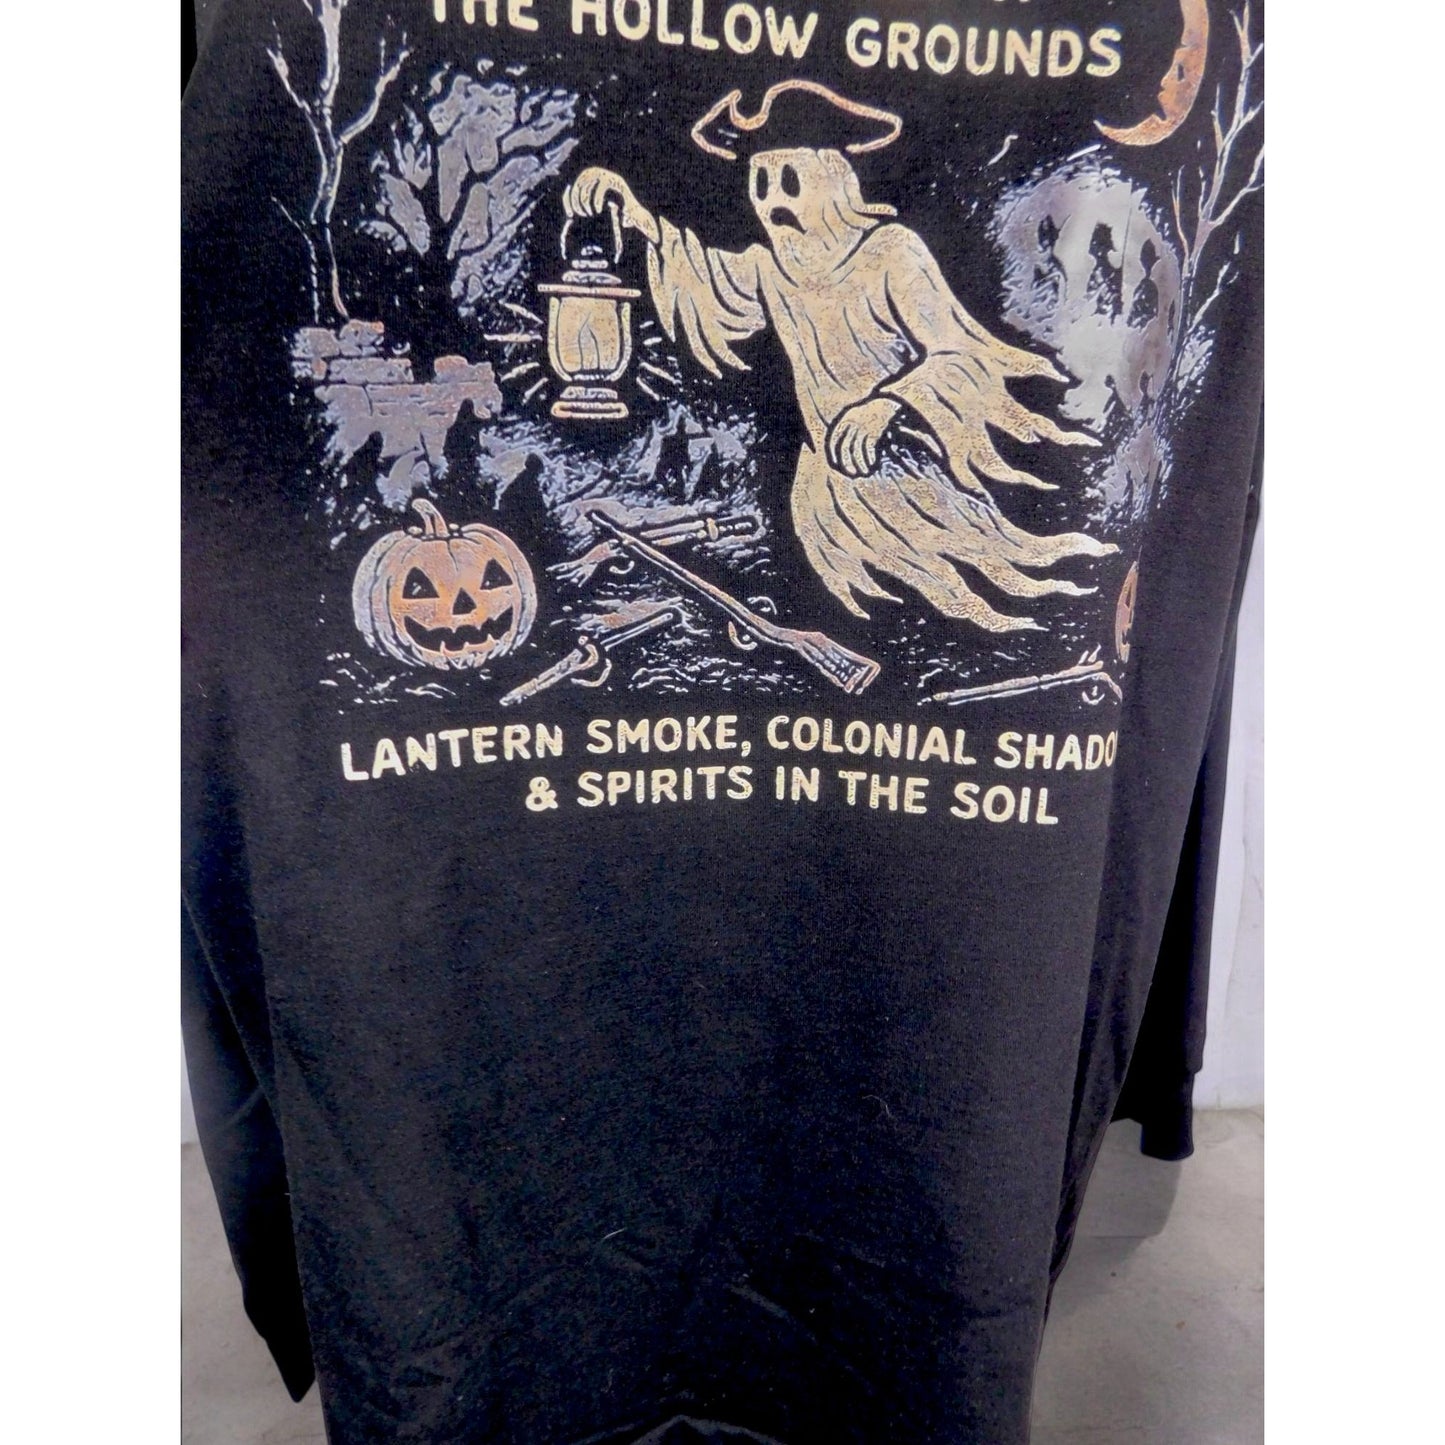 THE HOLLOW GROUNDS
LANTERN SMOKE, COLONIAL SHADO
& SPIRITS IN THE SOIL